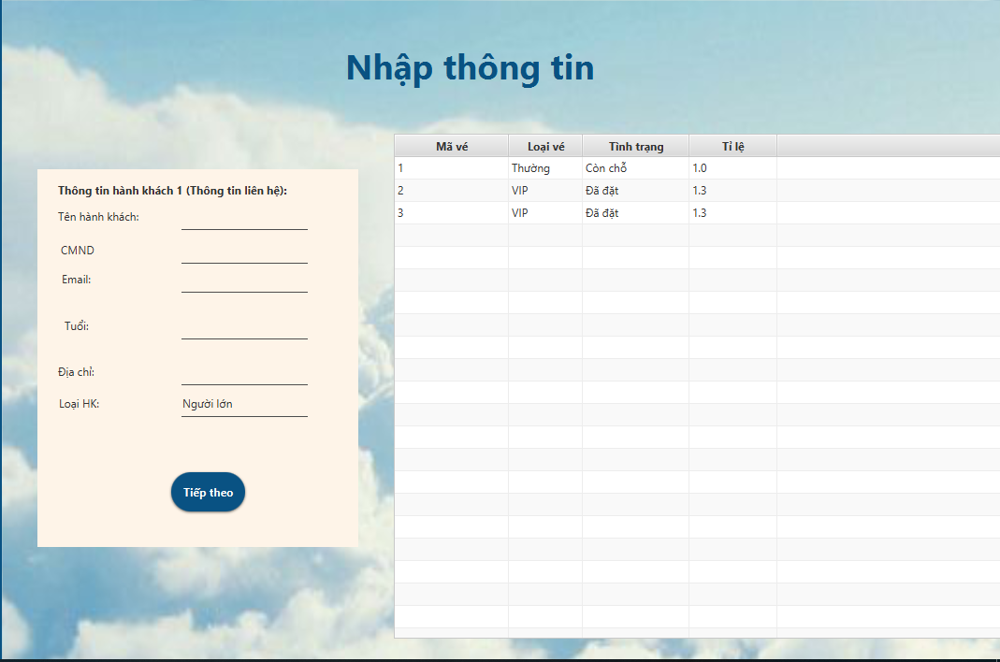 Nhập thông tin
Thông tin hành khách 1 (Thông tin liên hệ):
Tên hành khách:
CMND
Email:
Tuổi:
Địa chỉ:
Loại HK: Người lớn
Tiếp theo
Mã vé Loại vé Tình trạng Tỉ lệ
1 Thường Còn chỗ 1.0
2 VIP Đã đặt 1.3
3 VIP Đã đặt 1.3